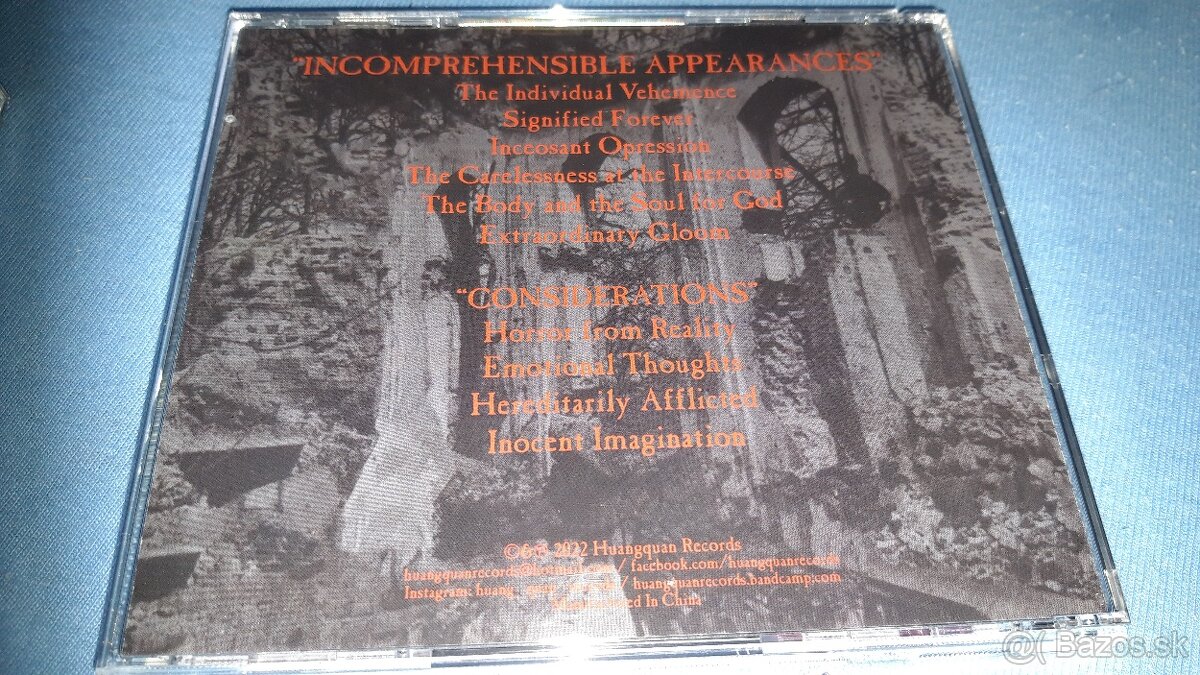 "INCOMPREHENSIBLE APPEARANCES"
The Individual Vehemence
Signified Forever
Inceosant Opression
The Carelessness at the Intercourse
The Body and the Soul for God
Extraordinary Gloom
"CONSIDERATIONS"
Horror from Reality
Emotional Thoughts
Hereditarily Afflicted
Inocent Imagination
2022 Huangquan Records
/ facebook.com/huangquanrecords
Instagram: / huangquanrecords.bandcamp.com
In China
@( Bazos.sk